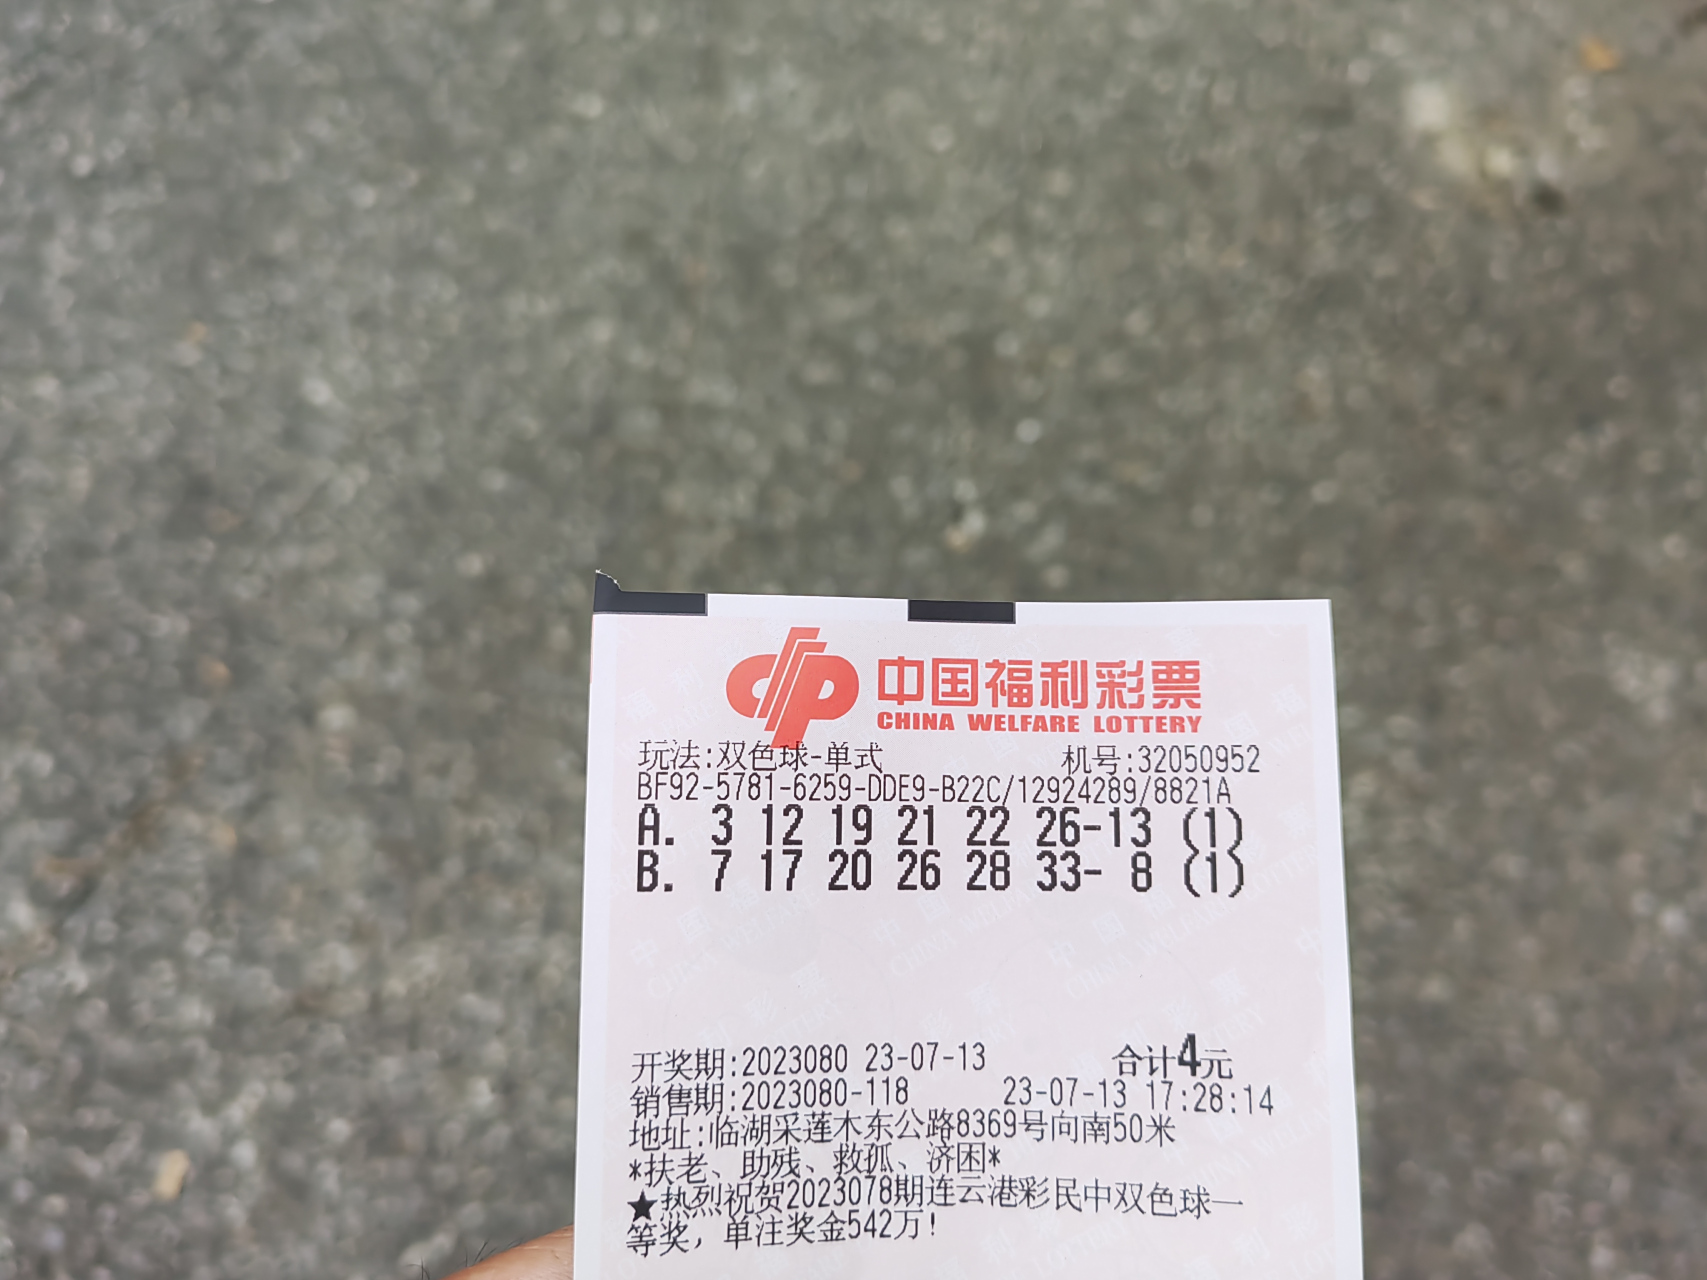 中国福利彩票
CHINA WELFARE LOTTERY
玩法:双色球-单式 机号:32050952
BF92-5781-6259-DDE9-B22C/12924289/8821A
A. 3 12 19 21 22 26-13 (1)
B. 7 17 20 26 28 33- 8 (1)
开奖期:2023080 23-07-13 合计4元
销售期:2023080-118 23-07-13 17:28:14
地址:临湖采莲木东公路8369号向南50米
*扶老、助残、救孤、济困*
★热烈祝贺2023078期连云港彩民中双色球一
等奖，单注奖金542万!